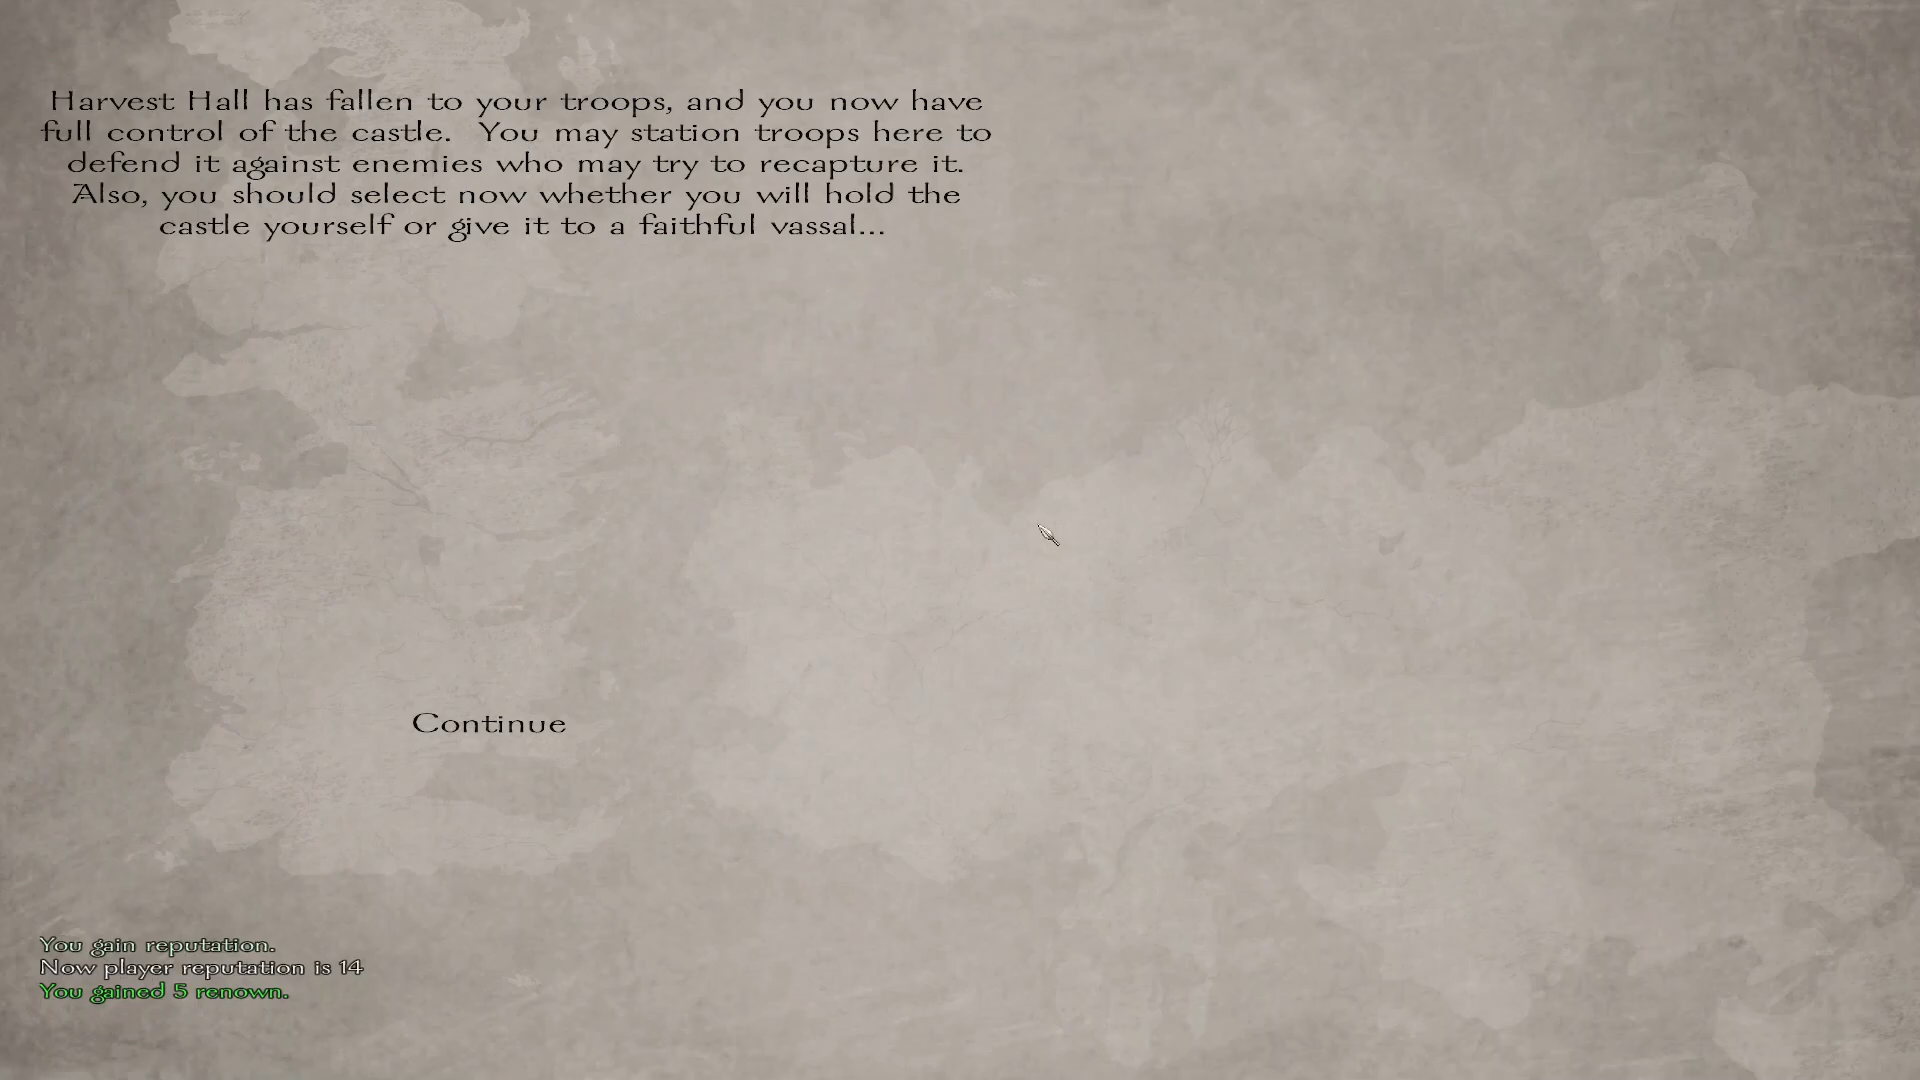 Harvest Hall has fallen to your troops, and you now have
full control of the castle.  You may station troops here to
defend it against enemies who may try to recapture it.
Also, you should select now whether you will hold the
castle yourself or give it to a faithful vassal...
Continue
You gain reputation.
Now player reputation is 14
You gained 5 renown.